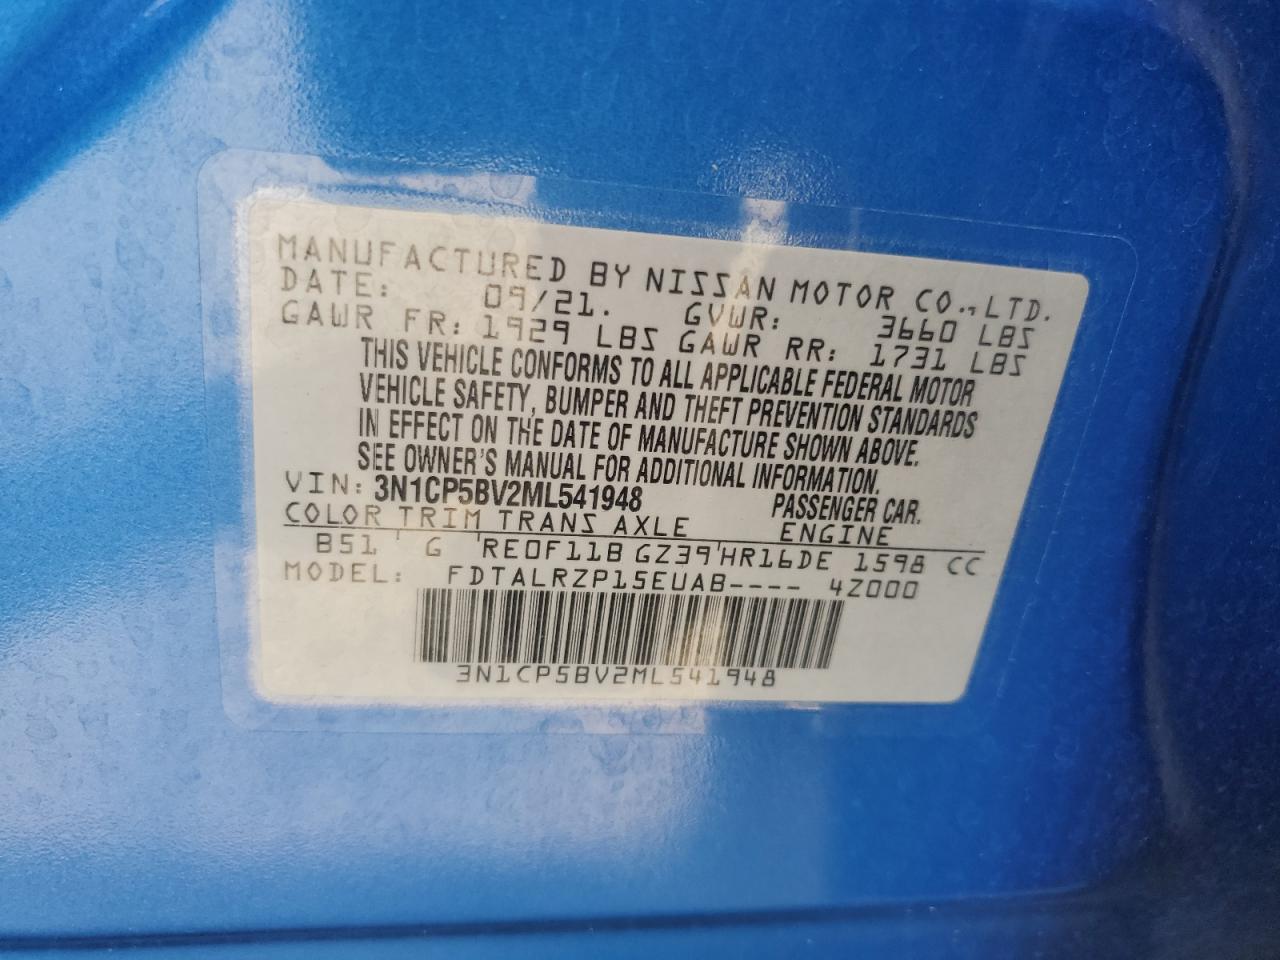 MANUFACTURED BY NISSAN MOTOR CO., LTD.
DATE: 09/21. GVWR: 3660 LBS
GAWR FR: 1929 LBS GAWR RR: 1731 LBS
THIS VEHICLE CONFORMS TO ALL APPLICABLE FEDERAL MOTOR
VEHICLE SAFETY, BUMPER AND THEFT PREVENTION STANDARDS
IN EFFECT ON THE DATE OF MANUFACTURE SHOWN ABOVE.
SEE OWNER'S MANUAL FOR ADDITIONAL INFORMATION.
VIN: 3N1CP5BV2ML541948 PASSENGER CAR.
COLOR TRIM TRANS AXLE ENGINE
B51 ' G ' RE0F11B GZ39 ' HR16DE 1598 CC
MODEL: FDTALRZP15EUAB---- 4Z000
3N1CP5BV2ML541948